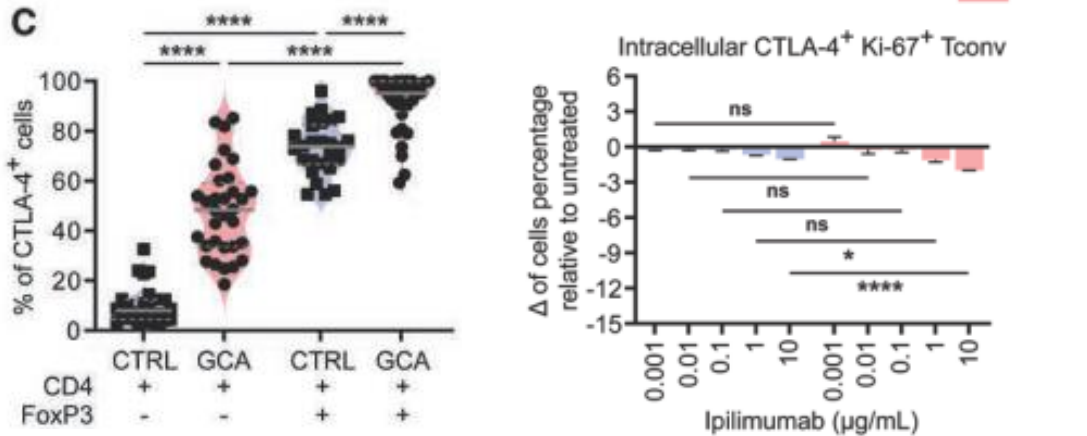 C
**** ****
**** ****
% of CTLA-4+ cells
100
80
60
40
20
0
CTRL GCA CTRL GCA
CD4 + + + +
FoxP3 - - + +
Intracellular CTLA-4+ Ki-67+ Tconv
Δ of cells percentage
relative to untreated
6
3
0
-3
-6
-9
-12
-15
ns
ns
ns
*
****
0.001 0.01 0.1 1 10 0.001 0.01 0.1 1 10
Ipilimumab (µg/mL)